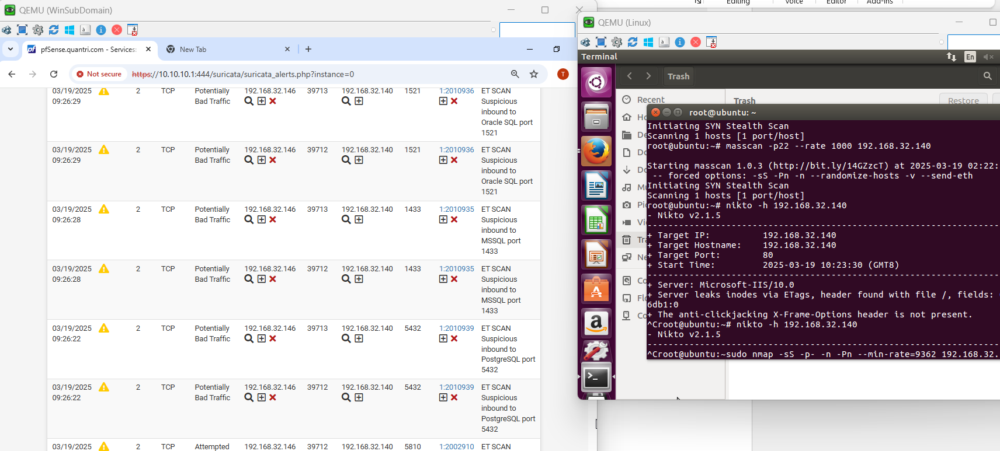 QEMU (WinSubDomain)
pfSense.quantri.com - Services:
New Tab
Not secure
https://10.10.10.1:444/suricata/suricata_alerts.php?instance=0
T
03/19/2025
09:26:29
2
TCP
Potentially
Bad Traffic
192.168.32.146
39713
192.168.32.140
1521
1:2010936
ET SCAN
Suspicious
inbound to
Oracle SQL port
1521
03/19/2025
09:26:29
2
TCP
Potentially
Bad Traffic
192.168.32.146
39712
192.168.32.140
1521
1:2010936
ET SCAN
Suspicious
inbound to
Oracle SQL port
1521
03/19/2025
09:26:28
2
TCP
Potentially
Bad Traffic
192.168.32.146
39713
192.168.32.140
1433
1:2010935
ET SCAN
Suspicious
inbound to
MSSQL port
1433
03/19/2025
09:26:28
2
TCP
Potentially
Bad Traffic
192.168.32.146
39712
192.168.32.140
1433
1:2010935
ET SCAN
Suspicious
inbound to
MSSQL port
1433
03/19/2025
09:26:22
2
TCP
Potentially
Bad Traffic
192.168.32.146
39713
192.168.32.140
5432
1:2010939
ET SCAN
Suspicious
inbound to
PostgreSQL port
5432
03/19/2025
09:26:22
2
TCP
Potentially
Bad Traffic
192.168.32.146
39712
192.168.32.140
5432
1:2010939
ET SCAN
Suspicious
inbound to
PostgreSQL port
5432
03/19/2025
2
TCP
Attempted
192.168.32.146
39712
192.168.32.140
5810
1:2002910
ET SCAN
Editing
Voice
Editor
Add-ins
QEMU (Linux)
Terminal
En
Trash
Recent
Trash
Restore
root@ubuntu: ~
Initiating SYN Stealth Scan
Scanning 1 hosts [1 port/host]
root@ubuntu:~# masscan -p22 --rate 1000 192.168.32.140
Starting masscan 1.0.3 (http://bit.ly/14GZzcT) at 2025-03-19 02:22:
-- forced options: -sS -Pn -n --randomize-hosts -v --send-eth
Initiating SYN Stealth Scan
Scanning 1 hosts [1 port/host]
root@ubuntu:~# nikto -h 192.168.32.140
- Nikto v2.1.5
---------------------------------------------------------------------
+ Target IP:          192.168.32.140
+ Target Hostname:    192.168.32.140
+ Target Port:        80
+ Start Time:         2025-03-19 10:23:30 (GMT8)
---------------------------------------------------------------------
+ Server: Microsoft-IIS/10.0
+ Server leaks inodes via ETags, header found with file /, fields:
6db1:0
+ The anti-clickjacking X-Frame-Options header is not present.
^Croot@ubuntu:~# nikto -h 192.168.32.140
- Nikto v2.1.5
---------------------------------------------------------------------
^Croot@ubuntu:~sudo nmap -sS -p- -n -Pn --min-rate=9362 192.168.32.